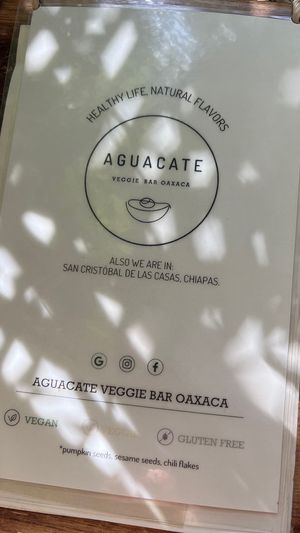 HEALTHY LIFE, NATURAL FLAVORS
AGUACATE
VEGGIE BAR OAXACA
ALSO WE ARE IN:
SAN CRISTÓBAL DE LAS CASAS, CHIAPAS.
AGUACATE VEGGIE BAR OAXACA
VEGAN
GLUTEN FREE
*pumpkin seeds, sesame seeds, chili flakes